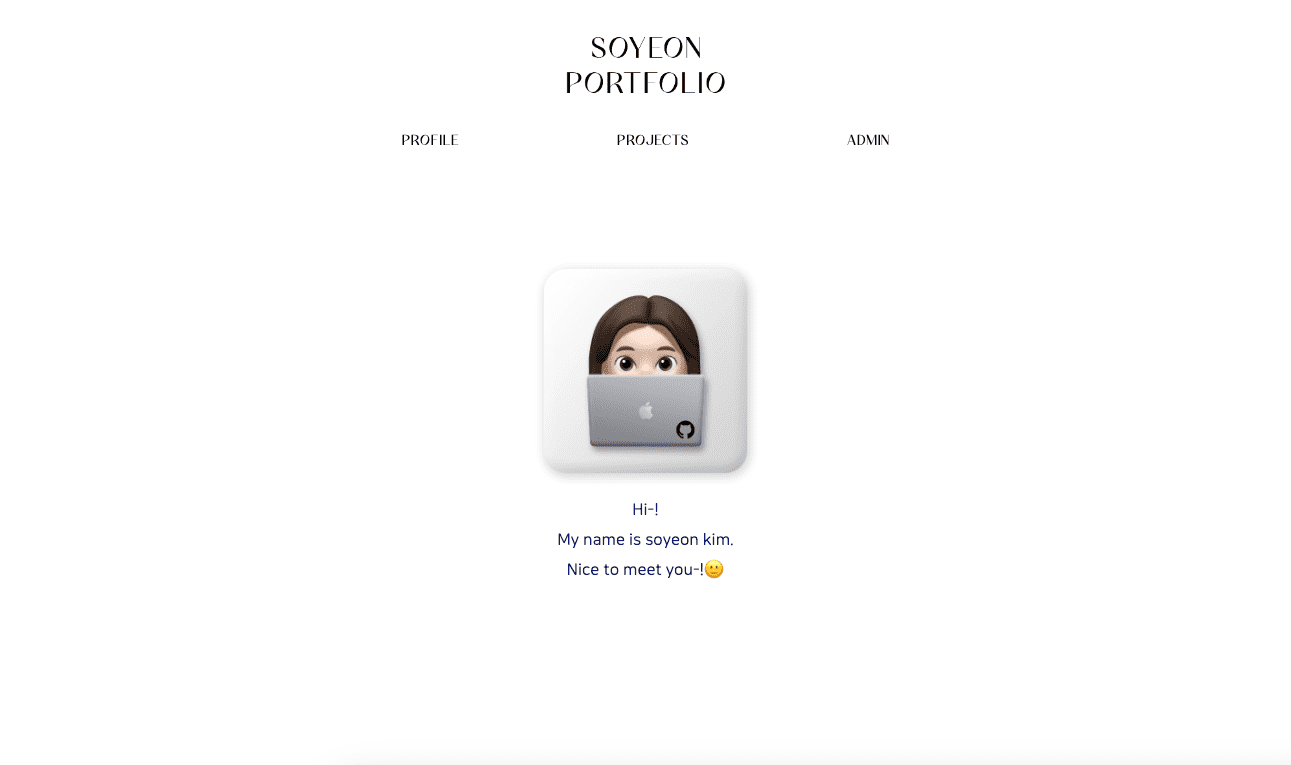 SOYEON
PORTFOLIO
PROFILE
PROJECTS
ADMIN
Hi-!
My name is soyeon kim.
Nice to meet you-!🙂